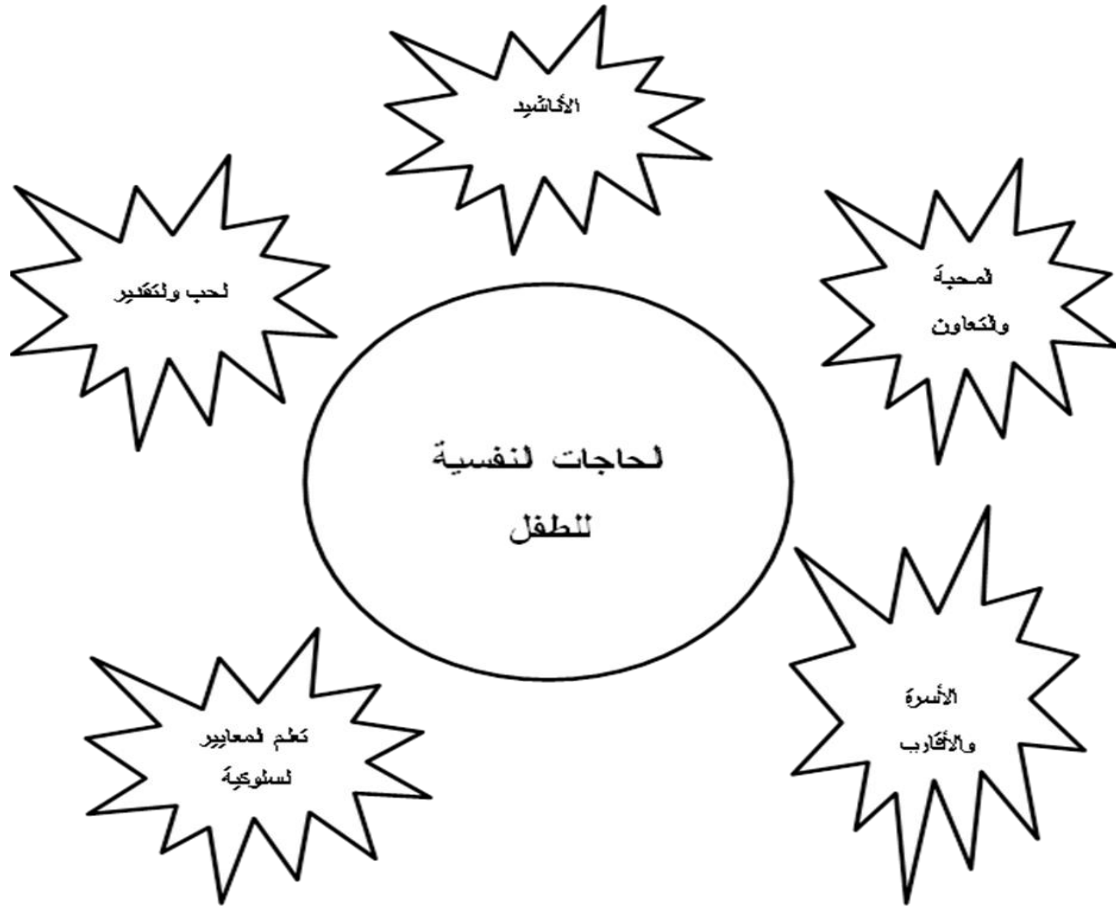 الأناشيد
لحب ولتقدير
لمحبة
ولتعاون
لحاجات لنفسية
للطفل
الأسرة
والأقارب
تعلم لمعايير
لسلوكية